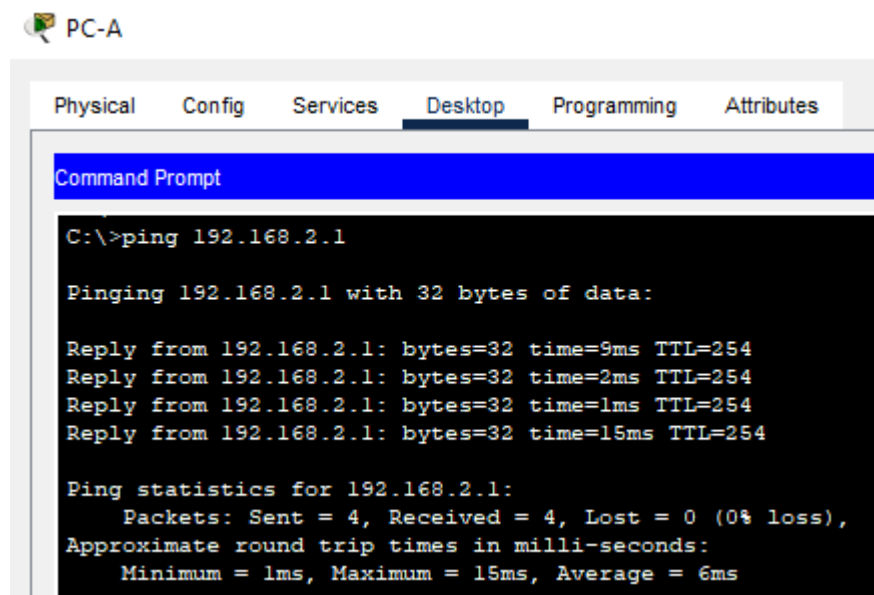 PC-A
Physical Config Services Desktop Programming Attributes
Command Prompt
C:\>ping 192.168.2.1
Pinging 192.168.2.1 with 32 bytes of data:
Reply from 192.168.2.1: bytes=32 time=9ms TTL=254
Reply from 192.168.2.1: bytes=32 time=2ms TTL=254
Reply from 192.168.2.1: bytes=32 time=1ms TTL=254
Reply from 192.168.2.1: bytes=32 time=15ms TTL=254
Ping statistics for 192.168.2.1:
Packets: Sent = 4, Received = 4, Lost = 0 (0% loss),
Approximate round trip times in milli-seconds:
Minimum = 1ms, Maximum = 15ms, Average = 6ms